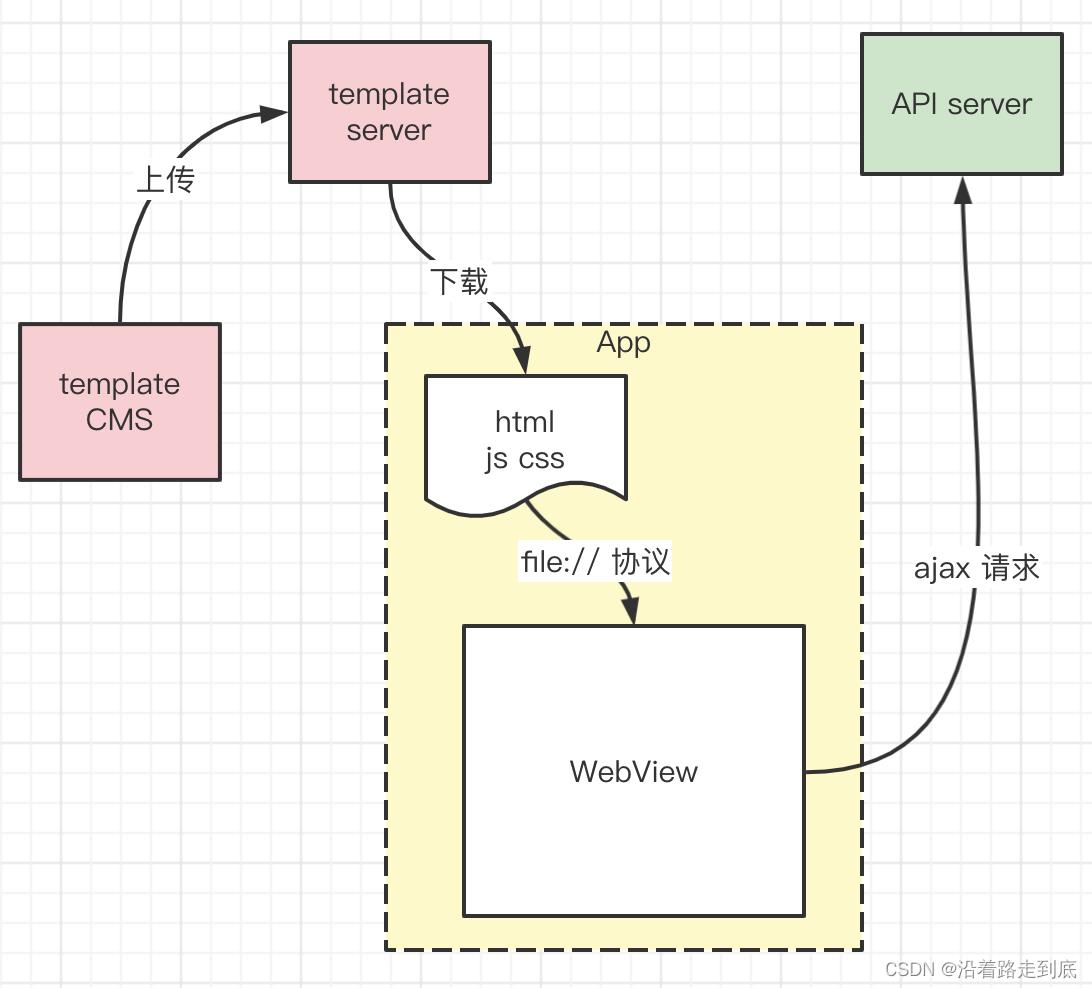 template
server
API server
上传
下载
App
template
CMS
html
js css
file:// 协议
ajax 请求
WebView
CSDN @沿着路走到底